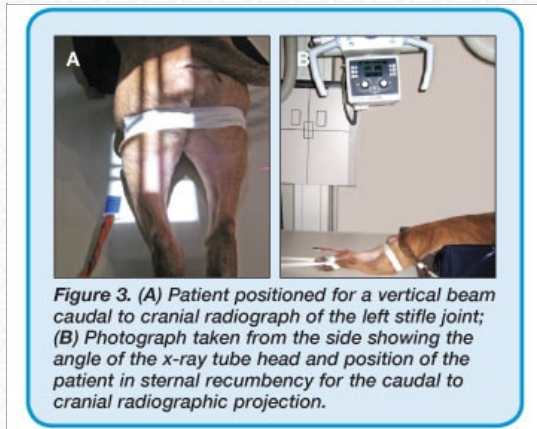 A
B
Figure 3. (A) Patient positioned for a vertical beam
caudal to cranial radiograph of the left stifle joint;
(B) Photograph taken from the side showing the
angle of the x-ray tube head and position of the
patient in sternal recumbency for the caudal to
cranial radiographic projection.